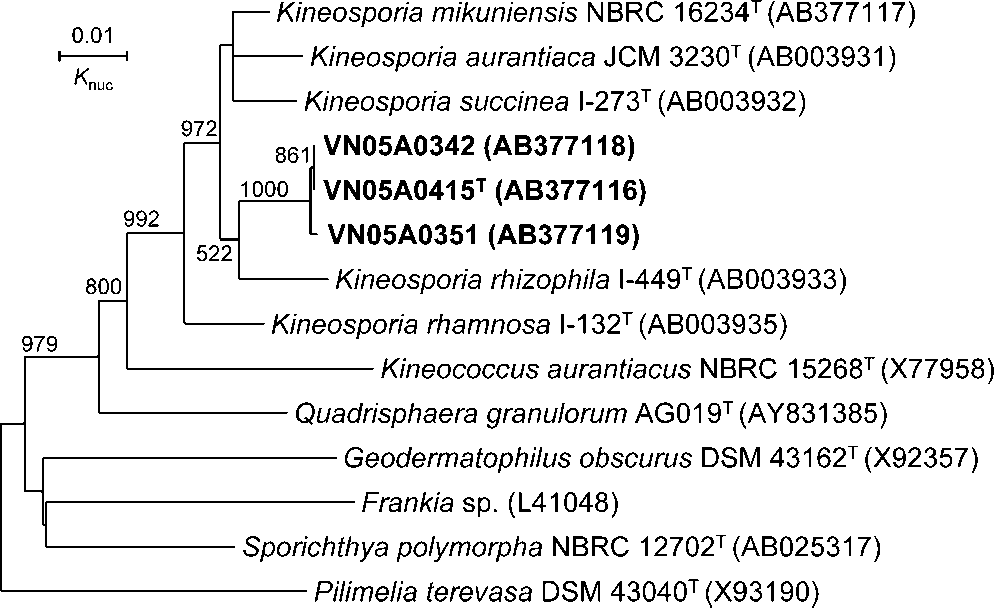 Kineosporia mikuniensis NBRC 16234ᵀ (AB377117)
0.01
Knuc
Kineosporia aurantiaca JCM 3230ᵀ (AB003931)
Kineosporia succinea I-273ᵀ (AB003932)
972
861
VN05A0342 (AB377118)
1000
VN05A0415ᵀ (AB377116)
992
VN05A0351 (AB377119)
522
Kineosporia rhizophila I-449ᵀ (AB003933)
800
Kineosporia rhamnosa I-132ᵀ (AB003935)
979
Kineococcus aurantiacus NBRC 15268ᵀ (X77958)
Quadrisphaera granulorum AG019ᵀ (AY831385)
Geodermatophilus obscurus DSM 43162ᵀ (X92357)
Frankia sp. (L41048)
Sporichthya polymorpha NBRC 12702ᵀ (AB025317)
Pilimelia terevasa DSM 43040ᵀ (X93190)